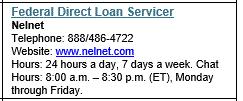 Federal Direct Loan Servicer
Nelnet
Telephone: 888/486-4722
Website: www.nelnet.com
Hours: 24 hours a day, 7 days a week. Chat
Hours: 8:00 a.m. – 8:30 p.m. (ET), Monday
through Friday.